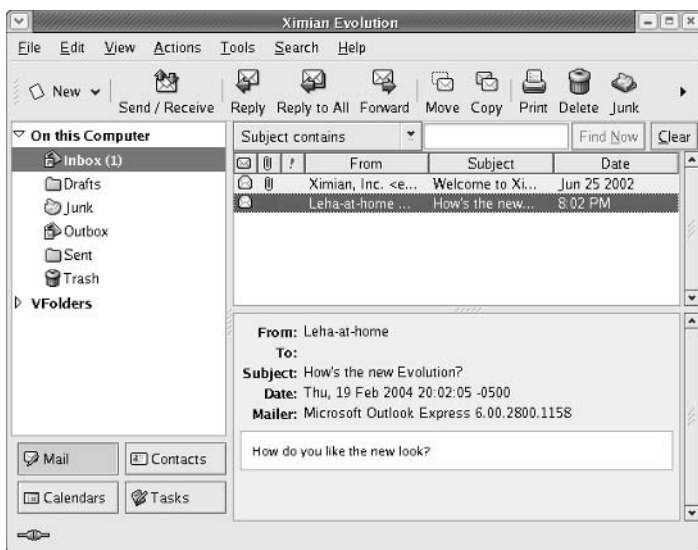 Ximian Evolution
File Edit View Actions Tools Search Help
New Send / Receive Reply Reply to All Forward Move Copy Print Delete Junk
On this Computer
Inbox (1)
Drafts
Junk
Outbox
Sent
Trash
VFolders
Mail Contacts
Calendars Tasks
Subject contains Find Now Clear
! From Subject Date
Ximian, Inc. <e... Welcome to Xi... Jun 25 2002
Leha-at-home ... How's the new... 8:02 PM
From: Leha-at-home
To:
Subject: How's the new Evolution?
Date: Thu, 19 Feb 2004 20:02:05 -0500
Mailer: Microsoft Outlook Express 6.00.2800.1158
How do you like the new look?